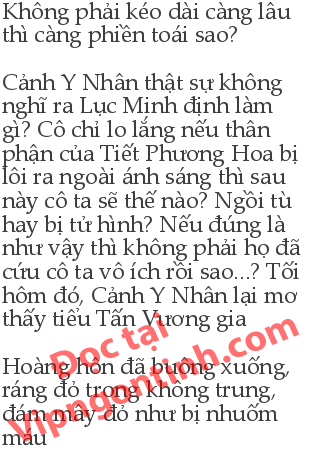 Không phải kéo dài càng lâu
thì càng phiền toái sao?
Cảnh Y Nhân thật sự không
nghĩ ra Lục Minh định làm
gì? Cô chỉ lo lắng nếu thân
phận của Tiết Phương Hoa bị
lôi ra ngoài ánh sáng thì sau
này cô ta sẽ thế nào? Ngồi tù
hay bị tử hình? Nếu đúng là
như vậy thì không phải họ đã
cứu cô ta vô ích rồi sao...? Tối
hôm đó, Cảnh Y Nhân lại mơ
thấy tiểu Tấn Vương gia
Hoàng hôn đã buông xuống,
ráng đỏ trong không trung,
đám mây đỏ như bị nhuốm
máu
Đọc tại
Vipngontinh.com